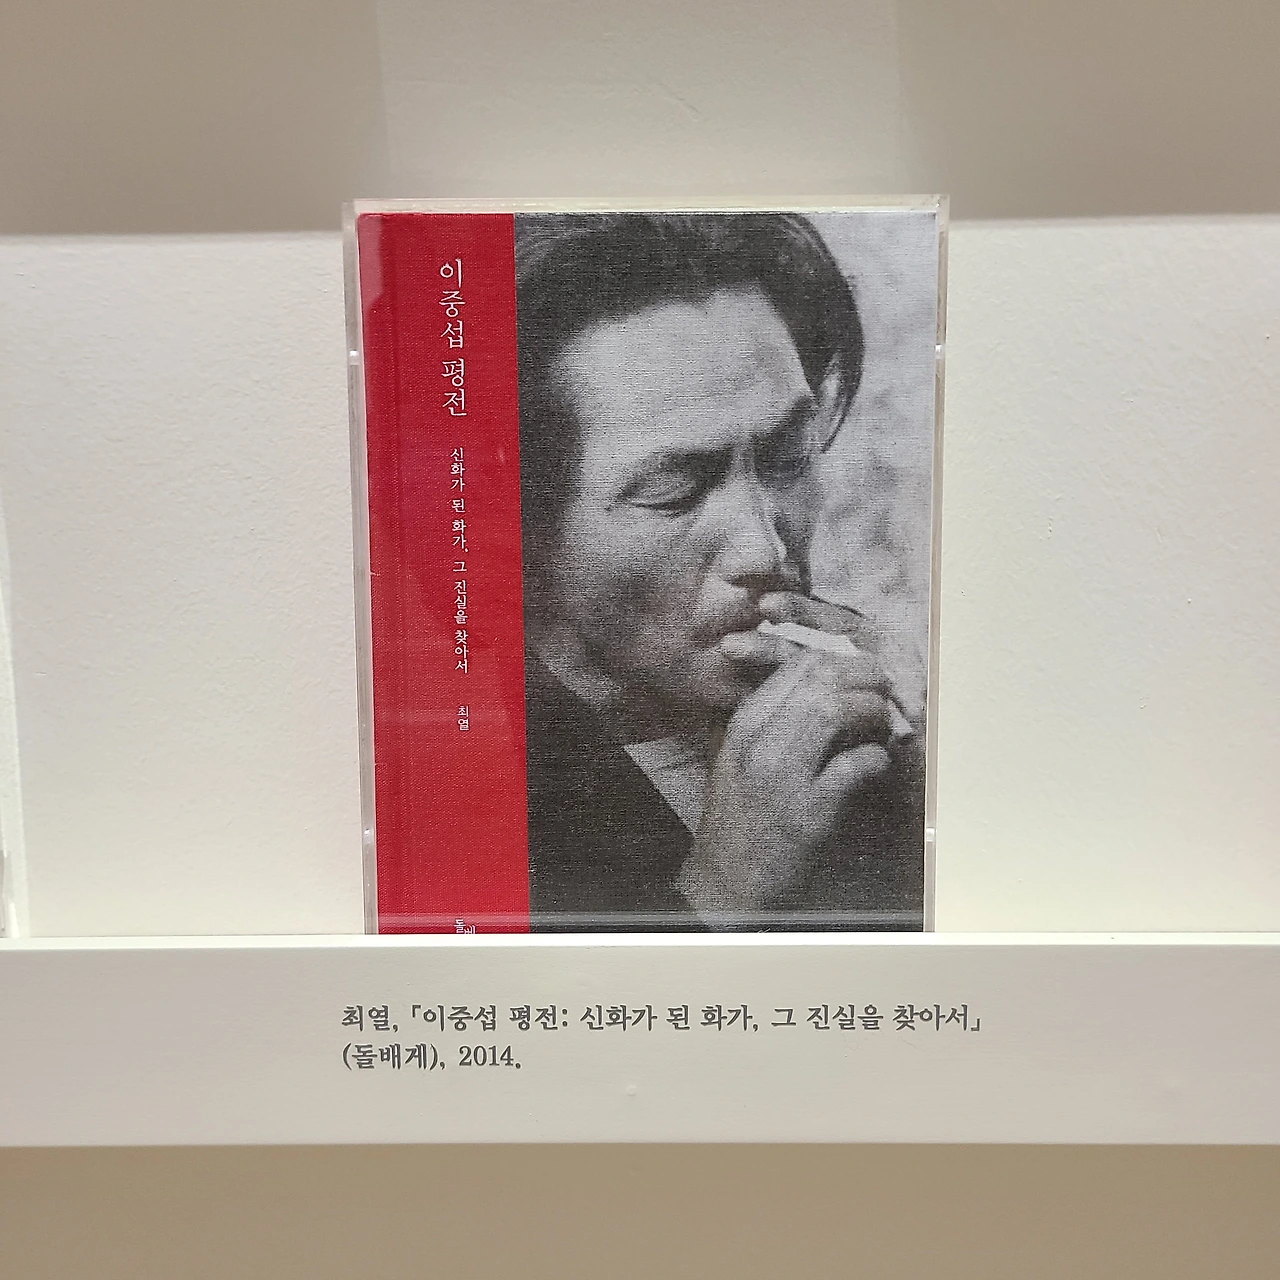 이중섭 평전
신화가 된 화가, 그 진실을 찾아서
최열
돌베
최열, 「이중섭 평전: 신화가 된 화가, 그 진실을 찾아서」
(돌배게), 2014.